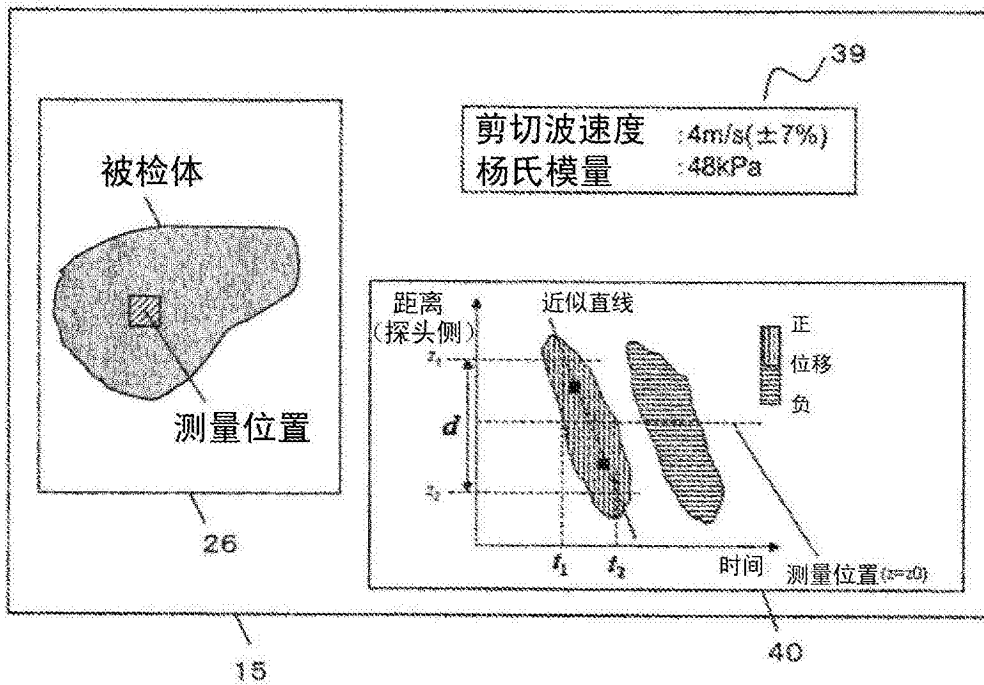 39
剪切波速度 :4m/s(±7%)
杨氏模量 :48kPa
被检体
测量位置
26
距离
(探头侧)
近似直线
正
位移
负
z₁
d
z₂
t₁
t₂
时间
测量位置(z=z0)
40
15